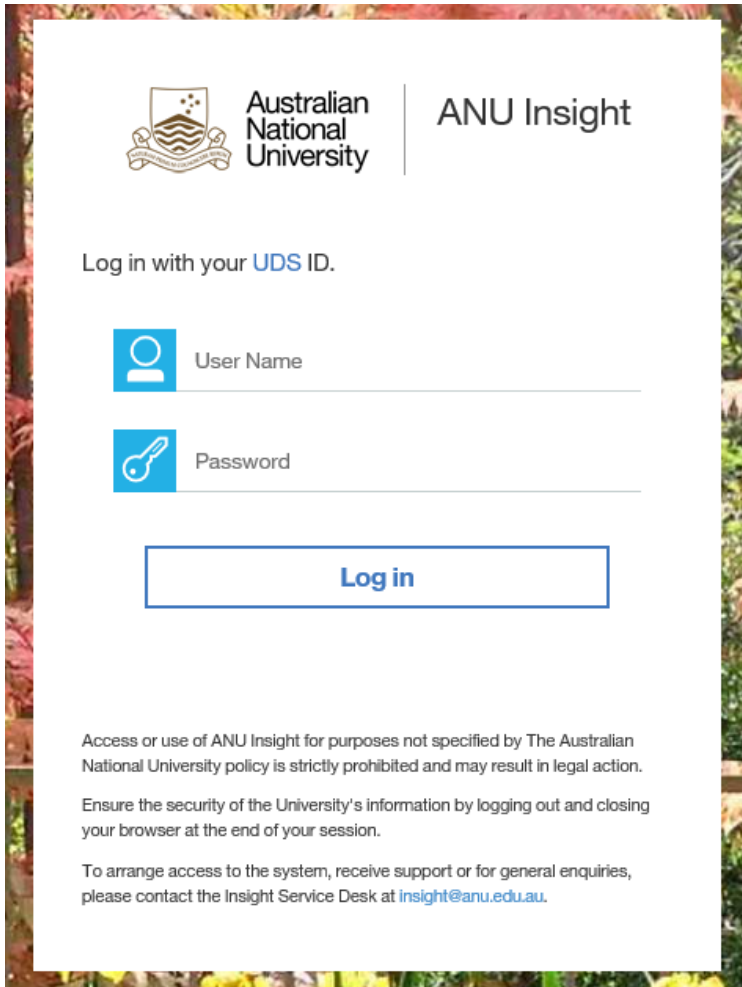 Australian
National
University
ANU Insight
Log in with your UDS ID.
User Name
Password
Log in
Access or use of ANU Insight for purposes not specified by The Australian
National University policy is strictly prohibited and may result in legal action.
Ensure the security of the University's information by logging out and closing
your browser at the end of your session.
To arrange access to the system, receive support or for general enquiries,
please contact the Insight Service Desk at insight@anu.edu.au.